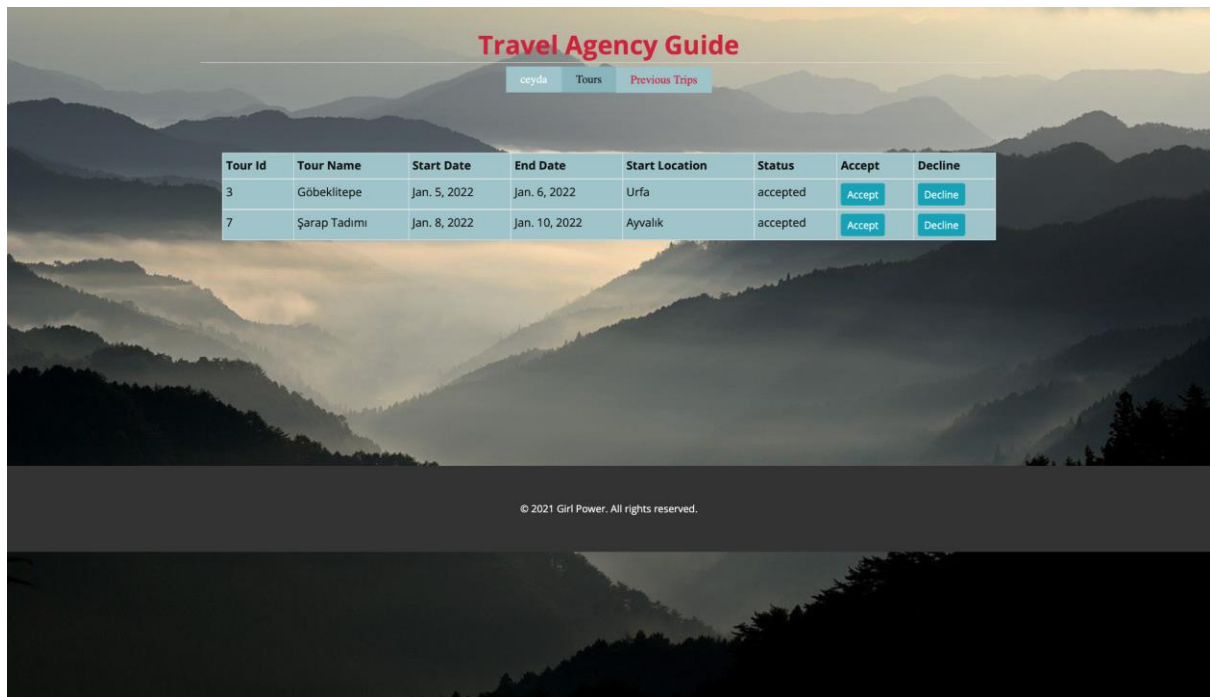 Travel Agency Guide
ceyda Tours Previous Trips
Tour Id Tour Name Start Date End Date Start Location Status Accept Decline
3 Göbeklitepe Jan. 5, 2022 Jan. 6, 2022 Urfa accepted Accept Decline
7 Şarap Tadımı Jan. 8, 2022 Jan. 10, 2022 Ayvalık accepted Accept Decline
© 2021 Girl Power. All rights reserved.